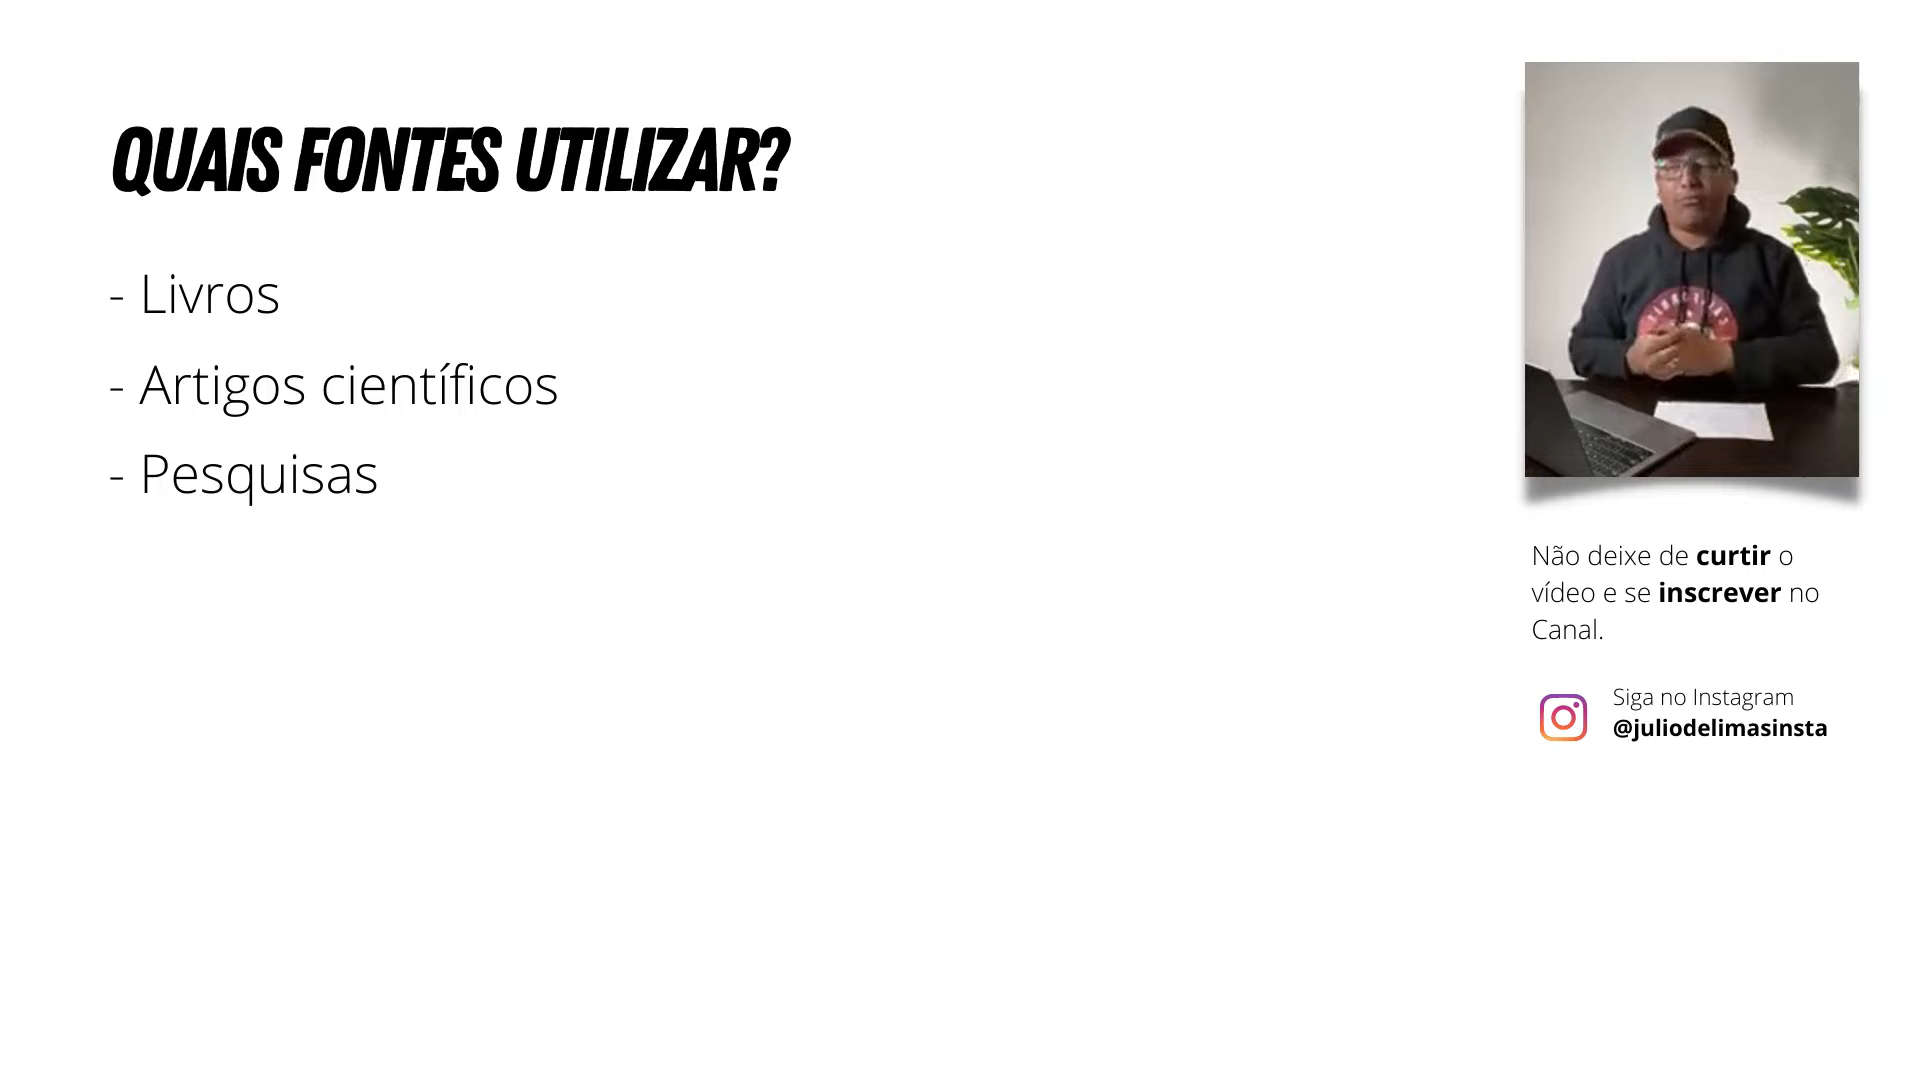 QUAIS FONTES UTILIZAR?
- Livros
- Artigos científicos
- Pesquisas
Não deixe de curtir o
vídeo e se inscrever no
Canal.
Siga no Instagram
@juliodelimasinsta